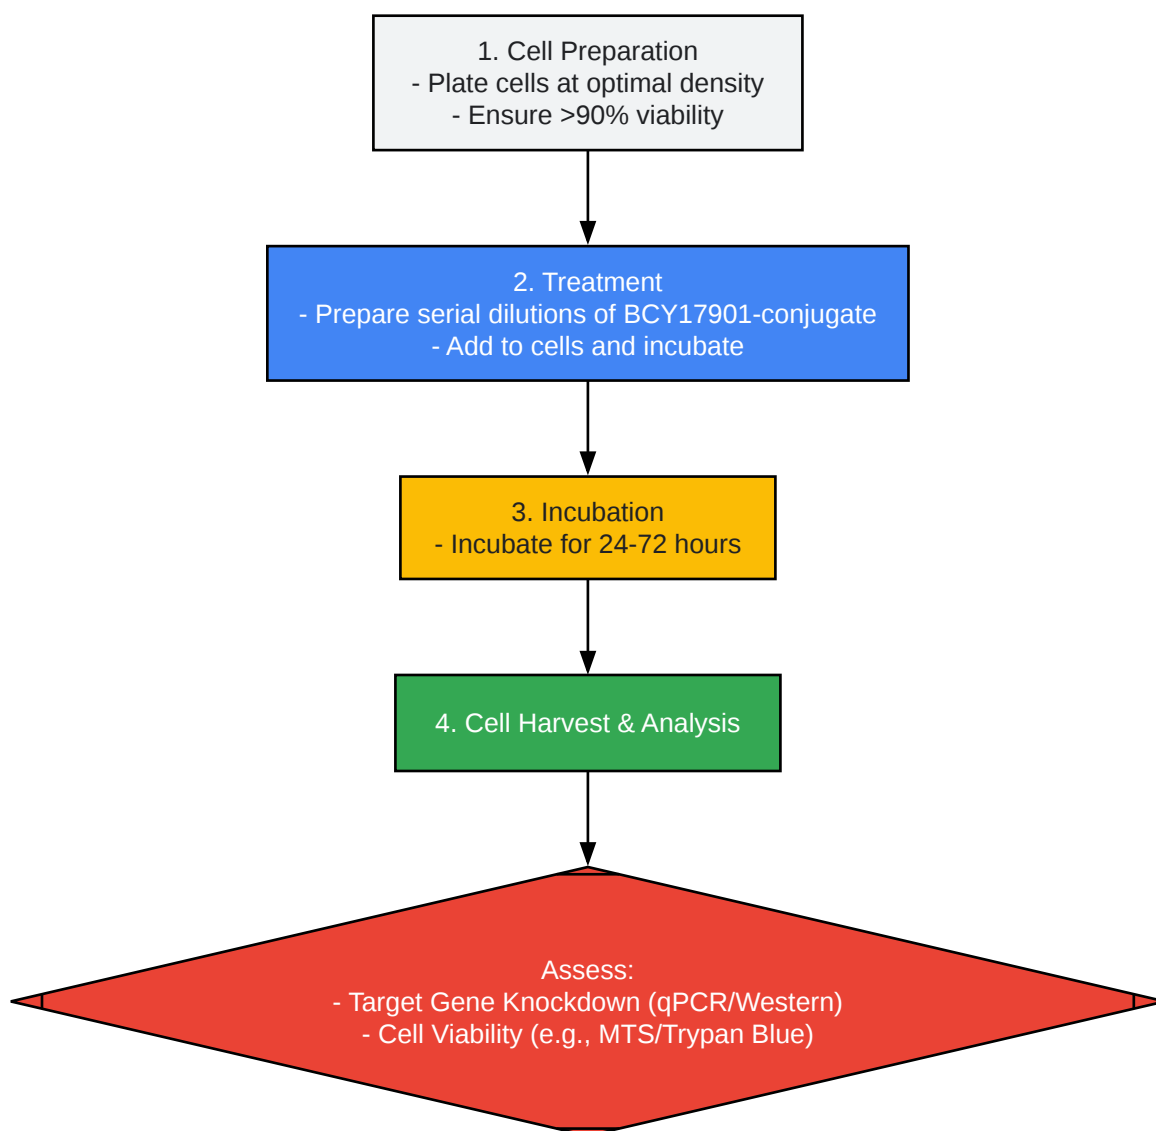 1. Cell Preparation
- Plate cells at optimal density
- Ensure >90% viability
2. Treatment
- Prepare serial dilutions of BCY17901-conjugate
- Add to cells and incubate
3. Incubation
- Incubate for 24-72 hours
4. Cell Harvest & Analysis
Assess:
- Target Gene Knockdown (qPCR/Western)
- Cell Viability (e.g., MTS/Trypan Blue)